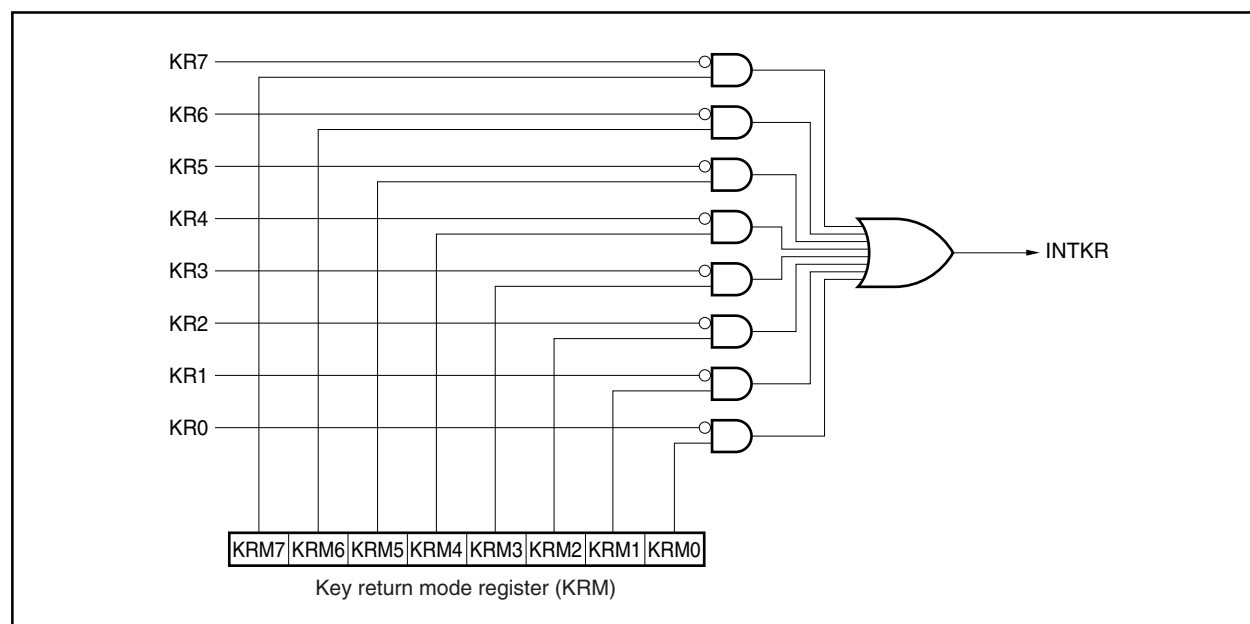 KR7
KR6
KR5
KR4
KR3
KR2
KR1
KR0
INTKR
KRM7 KRM6 KRM5 KRM4 KRM3 KRM2 KRM1 KRM0
Key return mode register (KRM)